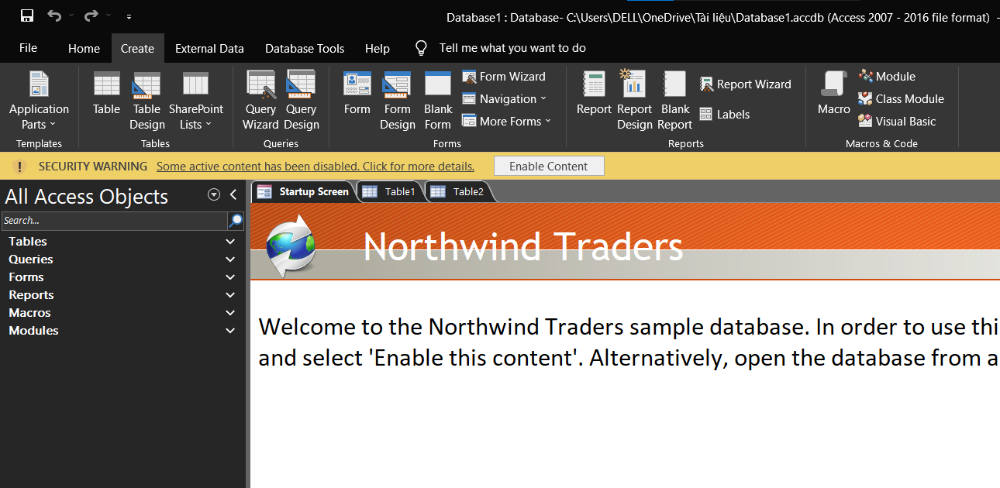 Database1 : Database- C:\Users\DELL\OneDrive\Tài liệu\Database1.accdb (Access 2007 - 2016 file format) -
File Home Create External Data Database Tools Help Tell me what you want to do
Application Parts
Templates
Table
Table Design
SharePoint Lists
Tables
Query Wizard
Query Design
Queries
Form
Form Design
Blank Form
Form Wizard
Navigation
More Forms
Forms
Report
Report Design
Blank Report
Report Wizard
Labels
Reports
Macro
Module
Class Module
Visual Basic
Macros & Code
! SECURITY WARNING Some active content has been disabled. Click for more details. Enable Content
All Access Objects
Search...
Tables
Queries
Forms
Reports
Macros
Modules
Startup Screen Table1 Table2
Northwind Traders
Welcome to the Northwind Traders sample database. In order to use thi
and select 'Enable this content'. Alternatively, open the database from a